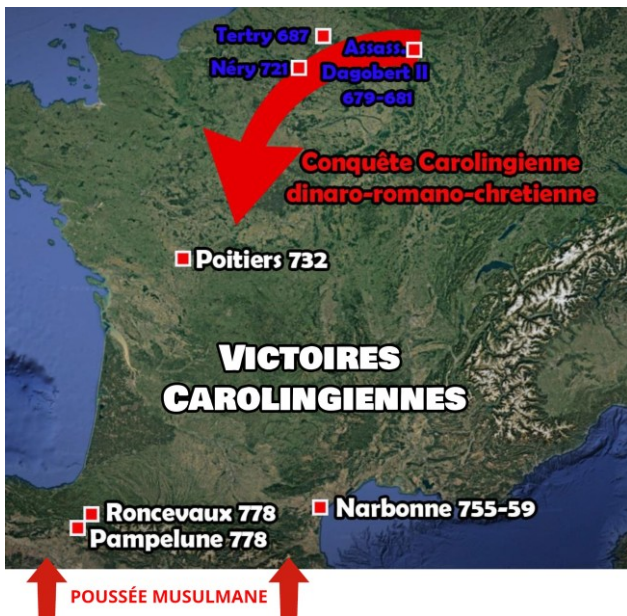 Tertry 687
Assass.
Néry 721
Dagobert II
679-681
Conquête Carolingienne
dinaro-romano-chretienne
Poitiers 732
VICTOIRES
CAROLINGIENNES
Roncevaux 778
Narbonne 755-59
Pampelune 778
POUSSÉE MUSULMANE